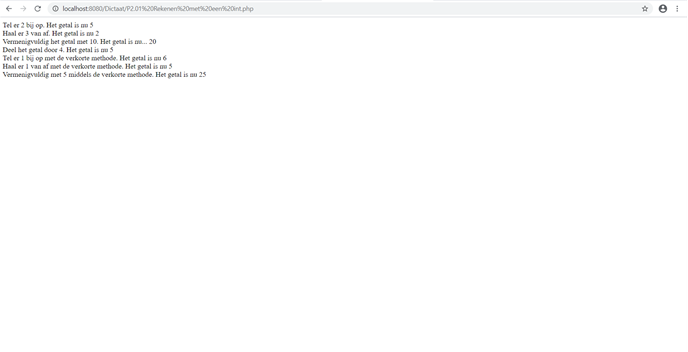 localhost:8080/Dictaat/P2.01%20Rekenen%20met%20een%20int.php
Tel er 2 bij op. Het getal is nu 5
Haal er 3 van af. Het getal is nu 2
Vermenigvuldig het getal met 10. Het getal is nu... 20
Deel het getal door 4. Het getal is nu 5
Tel er 1 bij op met de verkorte methode. Het getal is nu 6
Haal er 1 van af met de verkorte methode. Het getal is nu 5
Vermenigvuldig met 5 middels de verkorte methode. Het getal is nu 25